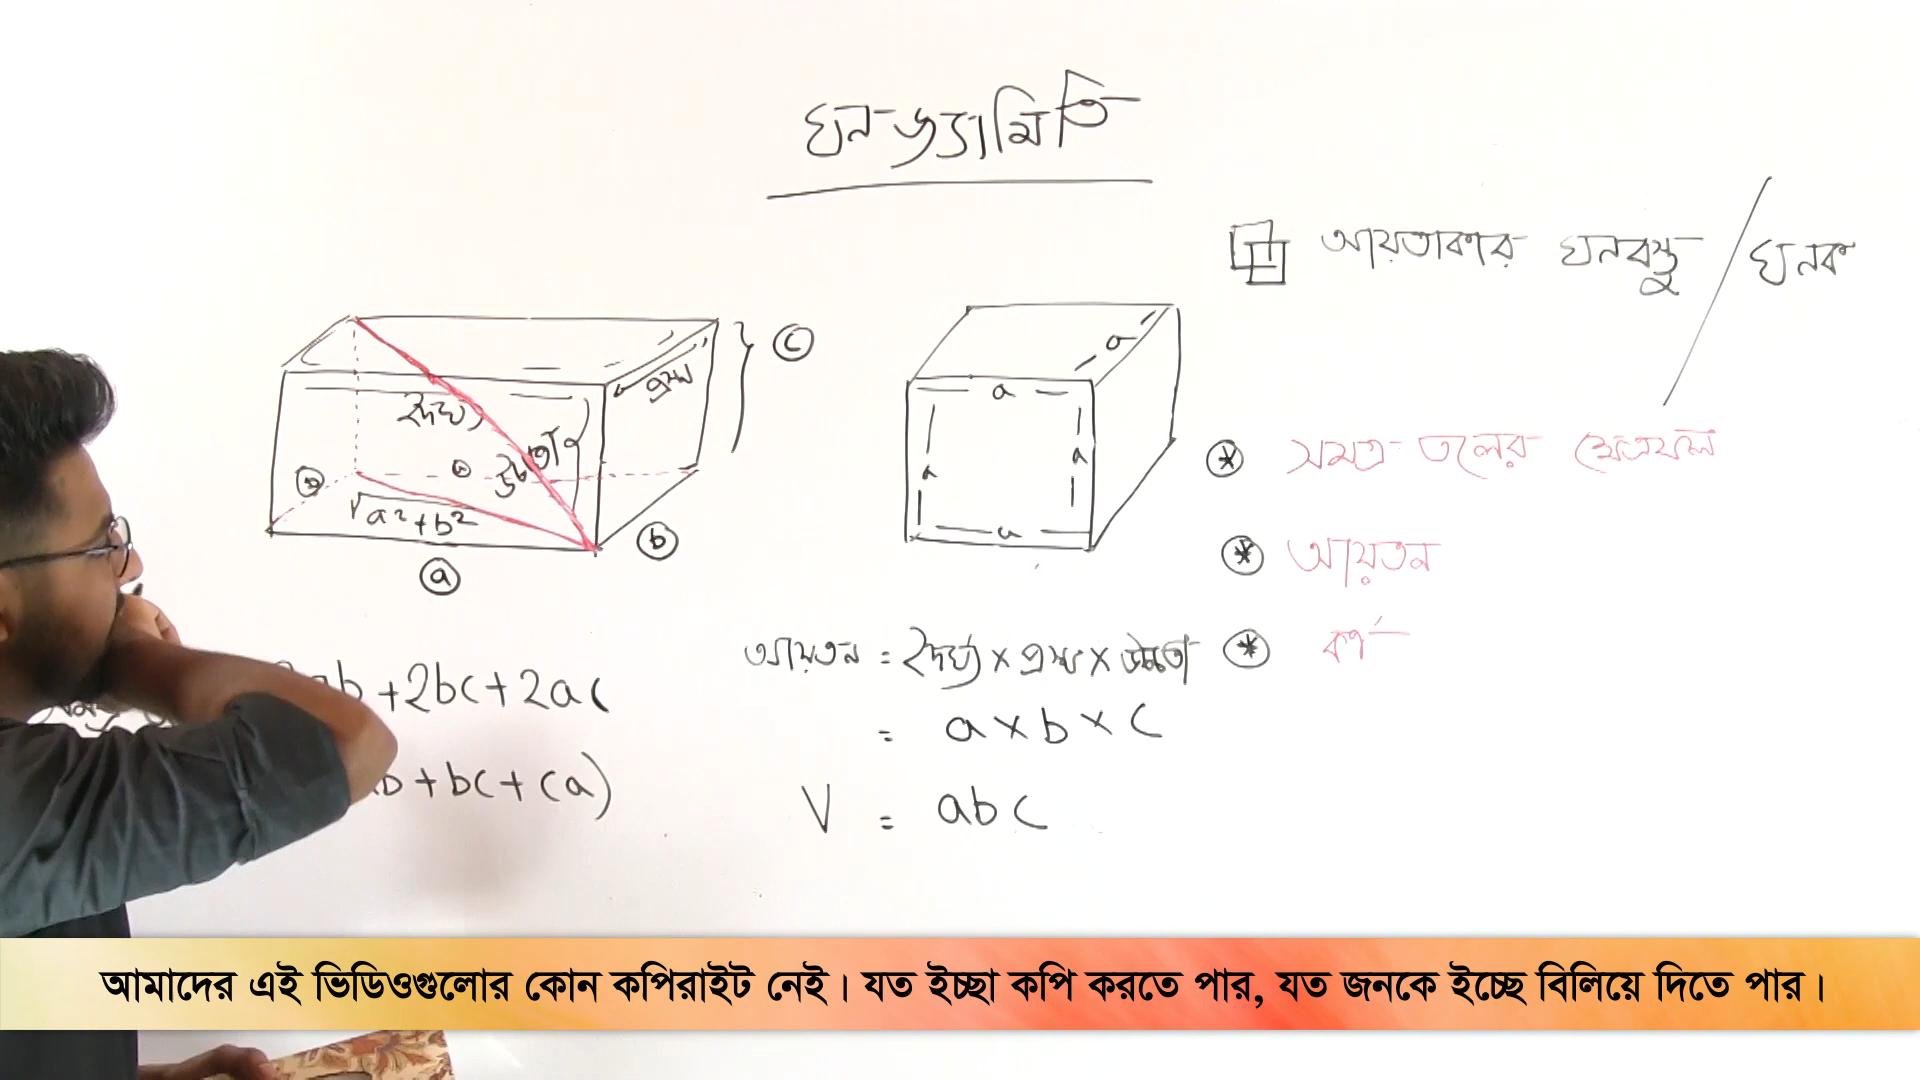 ঘন জ্যামিতি
আয়তাকার ঘনবস্তু / ঘনক
c
প্রস্থ
দৈর্ঘ্য
উচ্চতা
a
a
a
a
a
b
√a²+b²
b
a
* সমগ্র তলের ক্ষেত্রফল
* আয়তন
* কর্ণ
ab + 2bc + 2ac
b + bc + ca)
আয়তন = দৈর্ঘ্য × প্রস্থ × উচ্চতা
= a × b × c
V = abc
আমাদের এই ভিডিওগুলোর কোন কপিরাইট নেই। যত ইচ্ছা কপি করতে পার, যত জনকে ইচ্ছে বিলিয়ে দিতে পার।